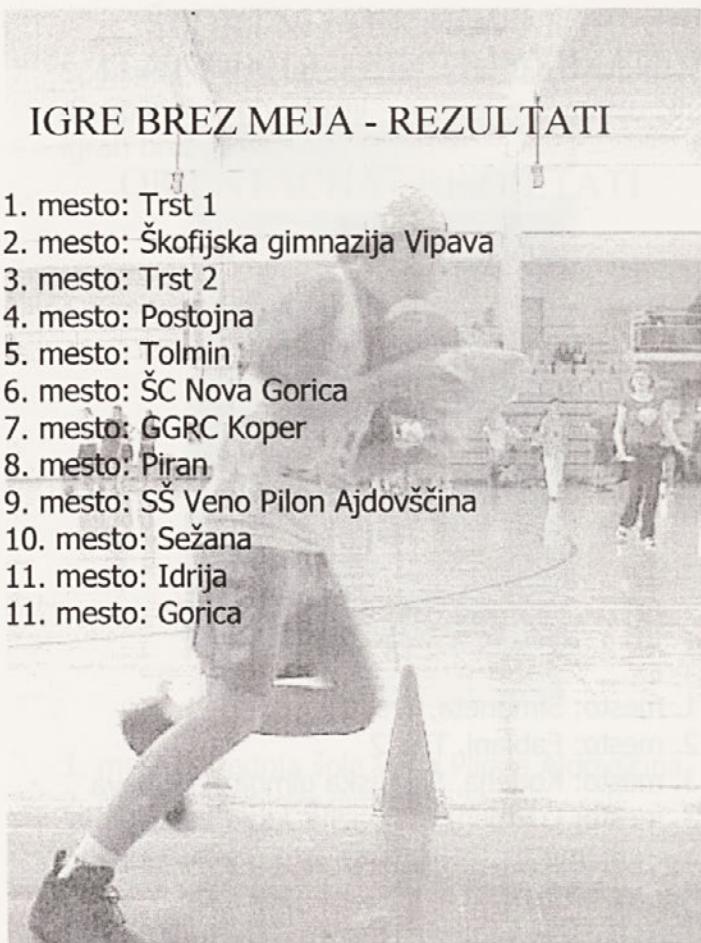 IGRE BREZ MEJA - REZULTATI
1. mesto: Trst 1
2. mesto: Škofijska gimnazija Vipava
3. mesto: Trst 2
4. mesto: Postojna
5. mesto: Tolmin
6. mesto: ŠC Nova Gorica
7. mesto: GGRC Koper
8. mesto: Piran
9. mesto: SŠ Veno Pilon Ajdovščina
10. mesto: Sežana
11. mesto: Idrija
11. mesto: Gorica